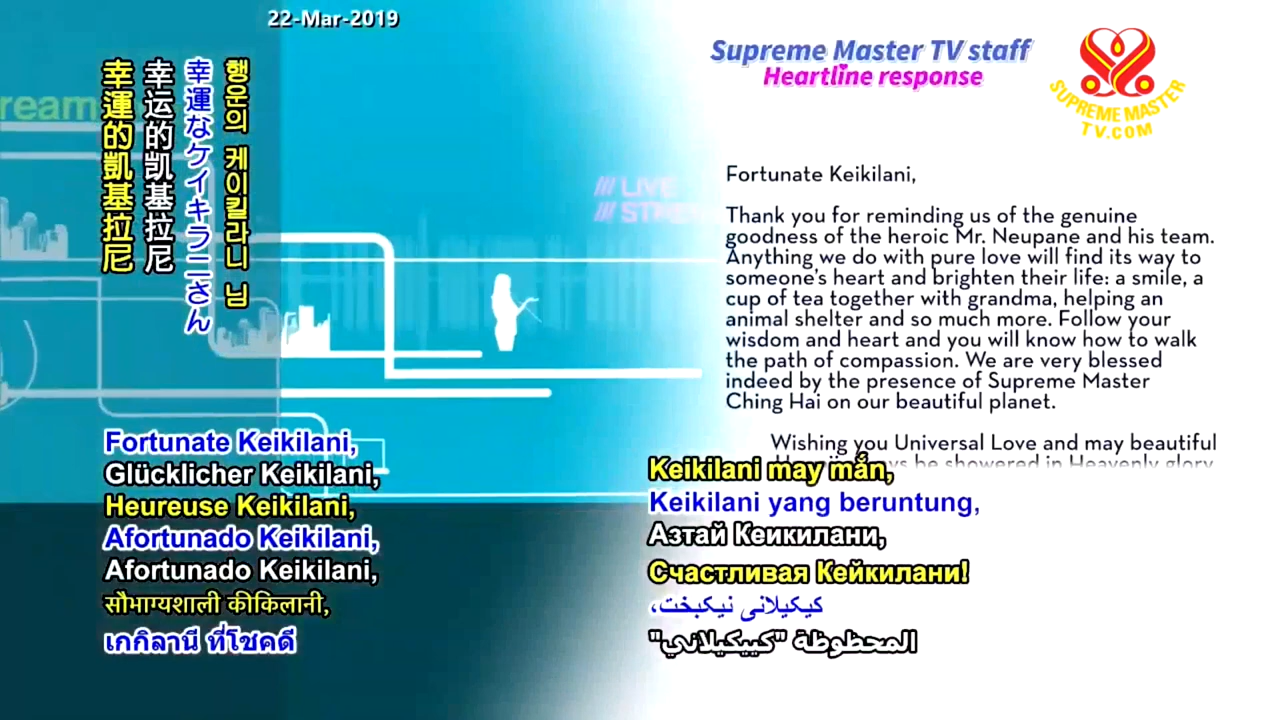 22-Mar-2019
Supreme Master TV staff
Heartline response
SUPREME MASTER
TV.COM
행운의 케이킬라니 님
幸運なケイキラニさん
幸运的凯基拉尼
幸運的凱基拉尼
ream
LIVE
Fortunate Keikilani,
Thank you for reminding us of the genuine
goodness of the heroic Mr. Neupane and his team.
Anything we do with pure love will find its way to
someone's heart and brighten their life: a smile, a
cup of tea together with grandma, helping an
animal shelter and so much more. Follow your
wisdom and heart and you will know how to walk
the path of compassion. We are very blessed
indeed by the presence of Supreme Master
Ching Hai on our beautiful planet.
Wishing you Universal Love and may beautiful
be showered in Heavenly glory
Fortunate Keikilani,
Glücklicher Keikilani,
Heureuse Keikilani,
Afortunado Keikilani,
Afortunado Keikilani,
सौभाग्यशाली कीकिलानी,
เกกิลานี ที่โชคดี
Keikilani may mắn,
Keikilani yang beruntung,
Азтай Кеикилани,
Счастливая Кейкилани!
کیکیلانی نیکبخت،
المحظوظة "كييكيلاني"